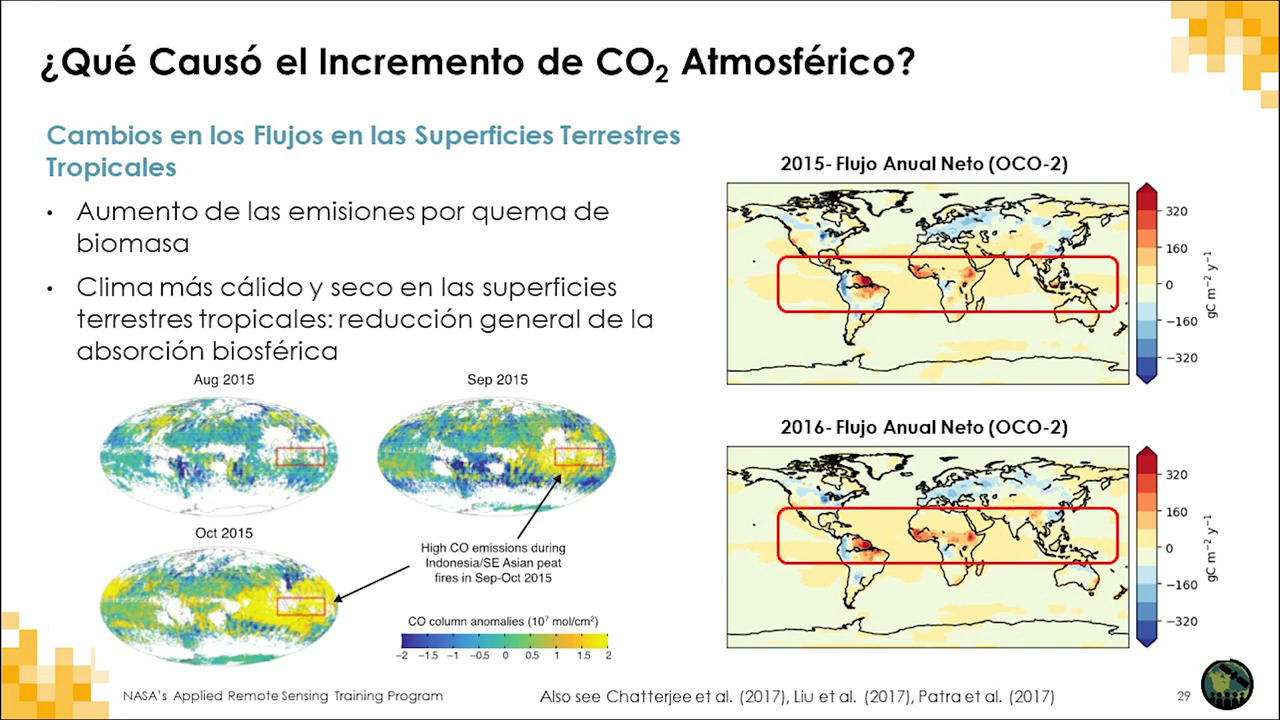 ¿Qué Causó el Incremento de CO₂ Atmosférico?
Cambios en los Flujos en las Superficies Terrestres
Tropicales
• Aumento de las emisiones por quema de
biomasa
• Clima más cálido y seco en las superficies
terrestres tropicales: reducción general de la
absorción biosférica
Aug 2015
Sep 2015
Oct 2015
High CO emissions during
Indonesia/SE Asian peat
fires in Sep-Oct 2015
CO column anomalies (10⁷ mol/cm²)
−2 −1.5 −1 −0.5 0 0.5 1 1.5 2
2015- Flujo Anual Neto (OCO-2)
320
160
0
−160
−320
gC m⁻² y⁻¹
2016- Flujo Anual Neto (OCO-2)
320
160
0
−160
−320
gC m⁻² y⁻¹
NASA's Applied Remote Sensing Training Program
Also see Chatterjee et al. (2017), Liu et al. (2017), Patra et al. (2017)
29